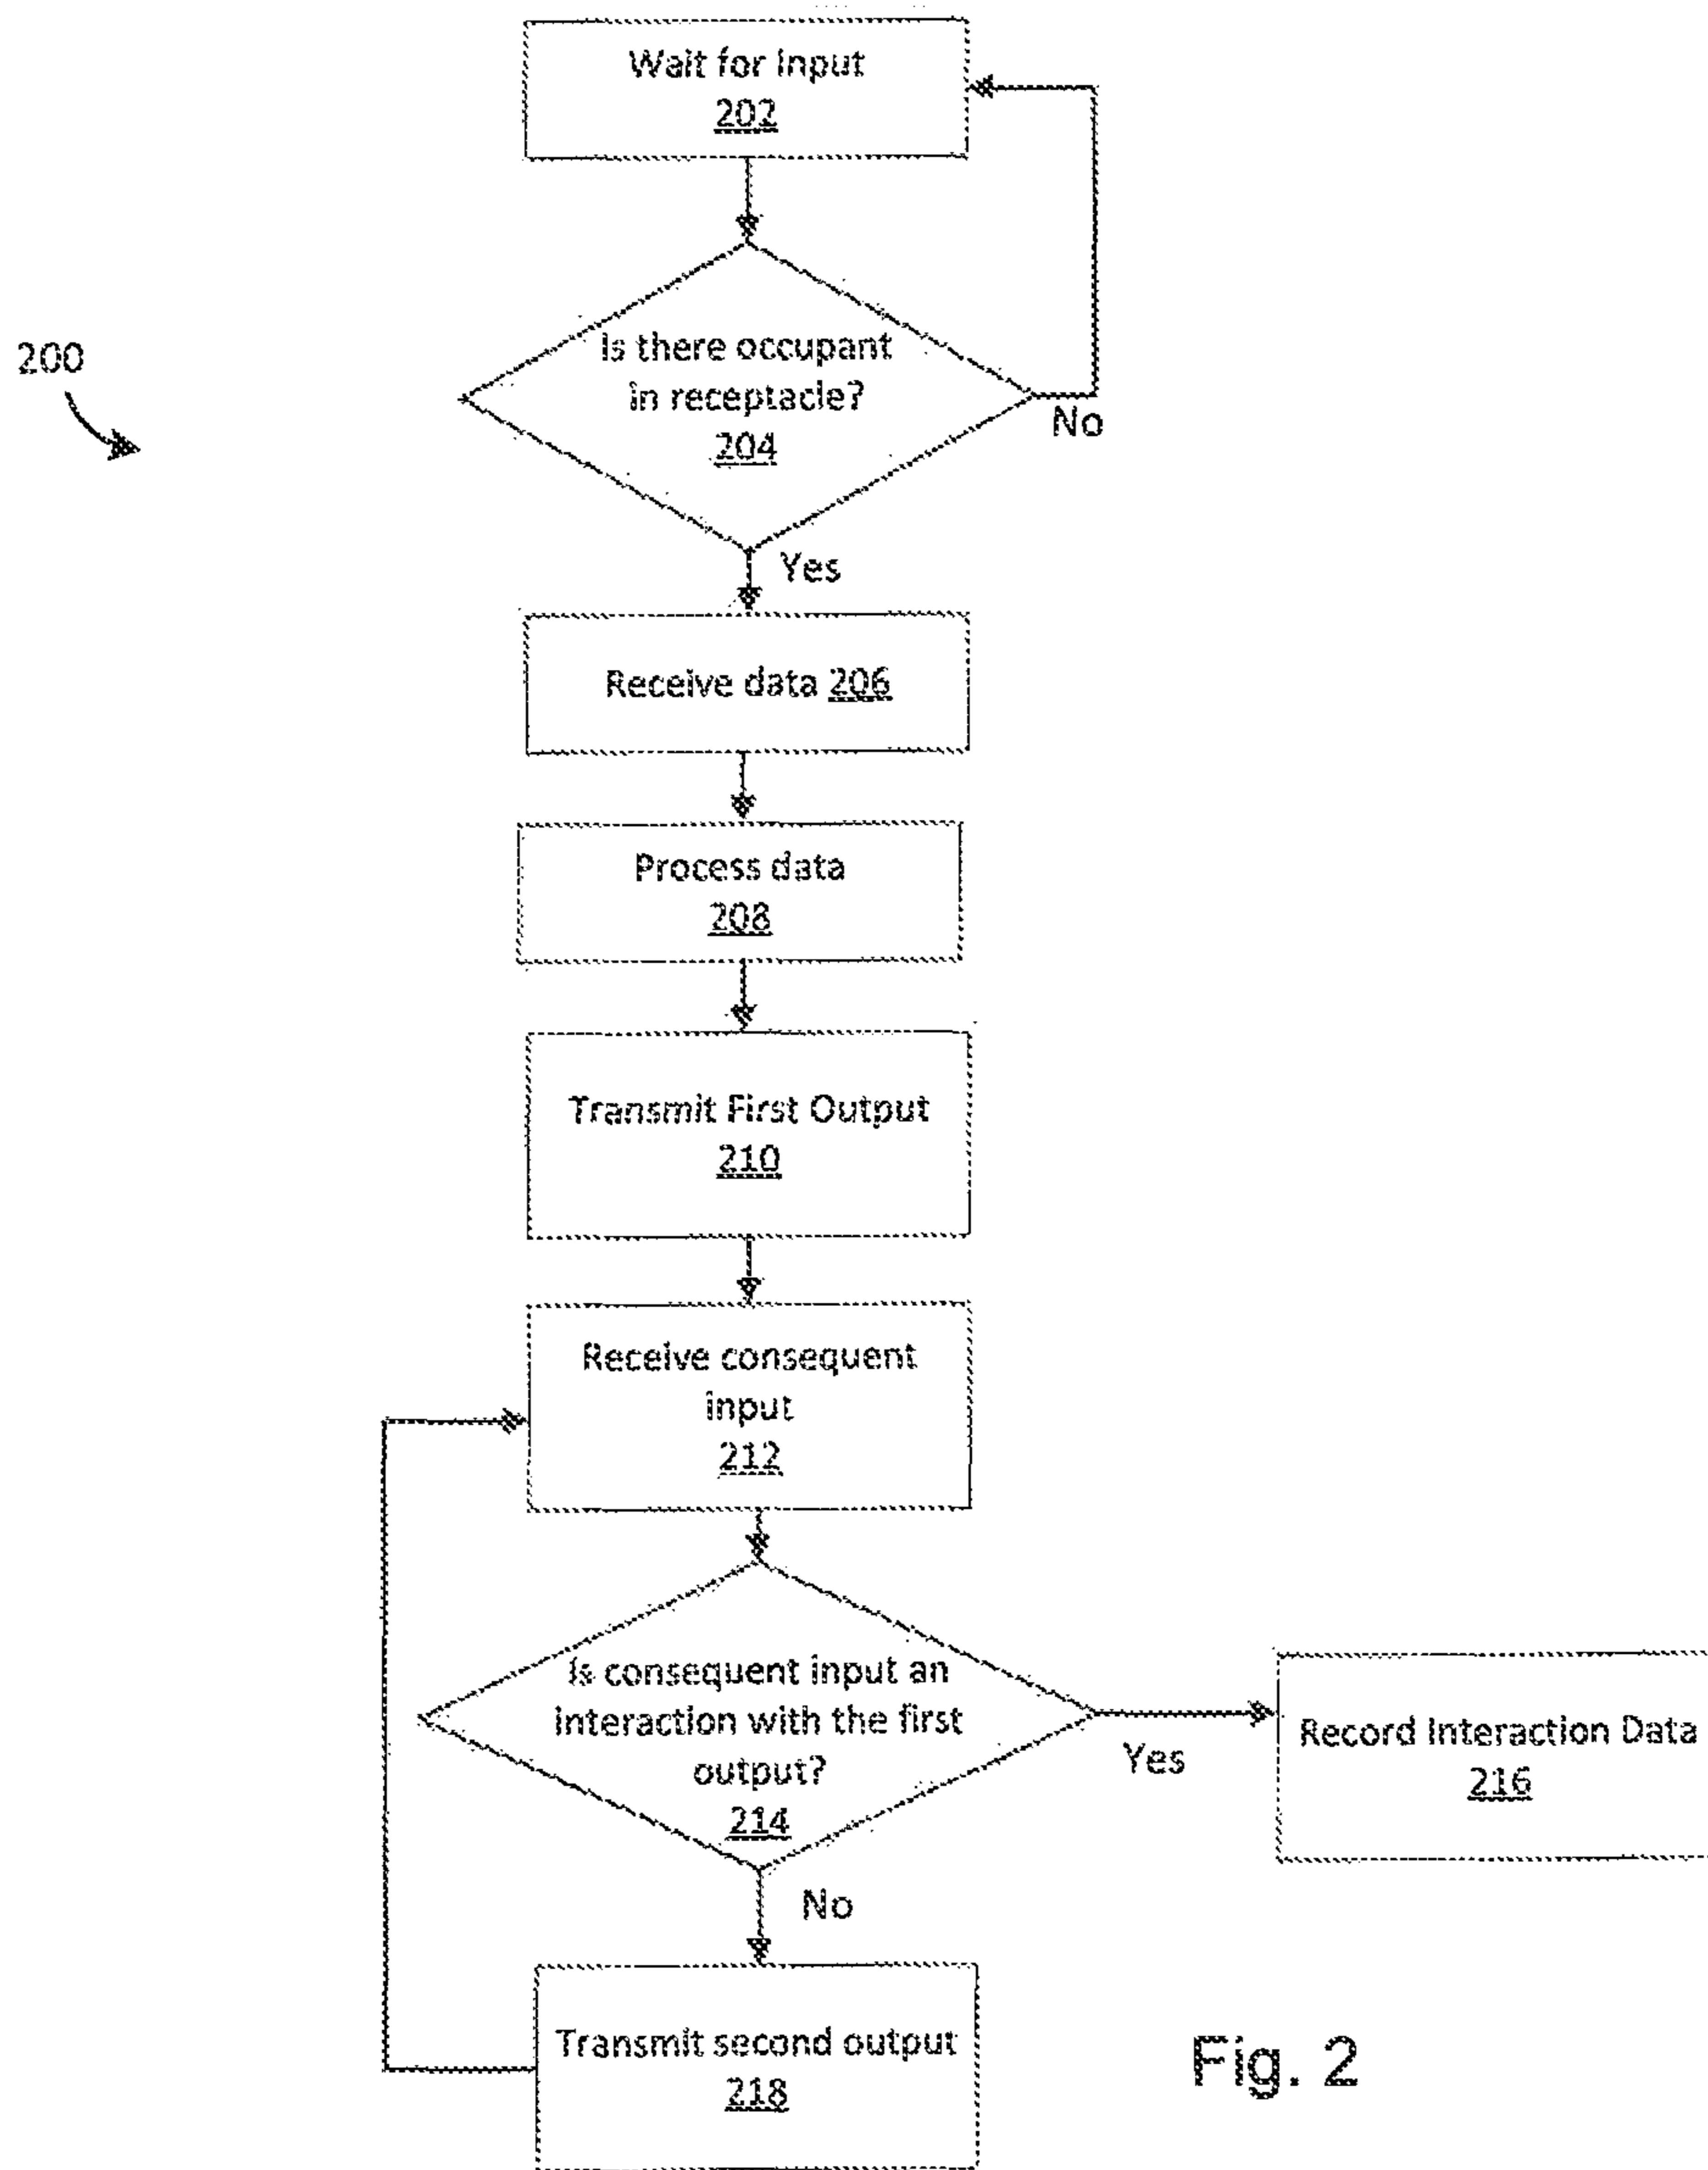 Wait for Input
202
Is there occupant
in receptacle?
204
200
No
Yes
Receive data 206
Process data
208
Transmit First Output
210
Receive consequent
input
212
Is consequent input an
interaction with the first
output?
214
Yes
Record Interaction Data
216
No
Transmit second output
218
Fig. 2